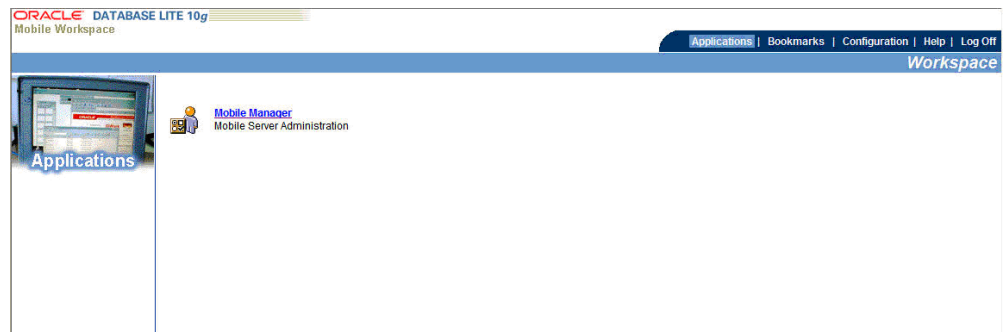 ORACLE DATABASE LITE 10g
Mobile Workspace
Applications | Bookmarks | Configuration | Help | Log Off
Workspace
Mobile Manager
Mobile Server Administration
Applications